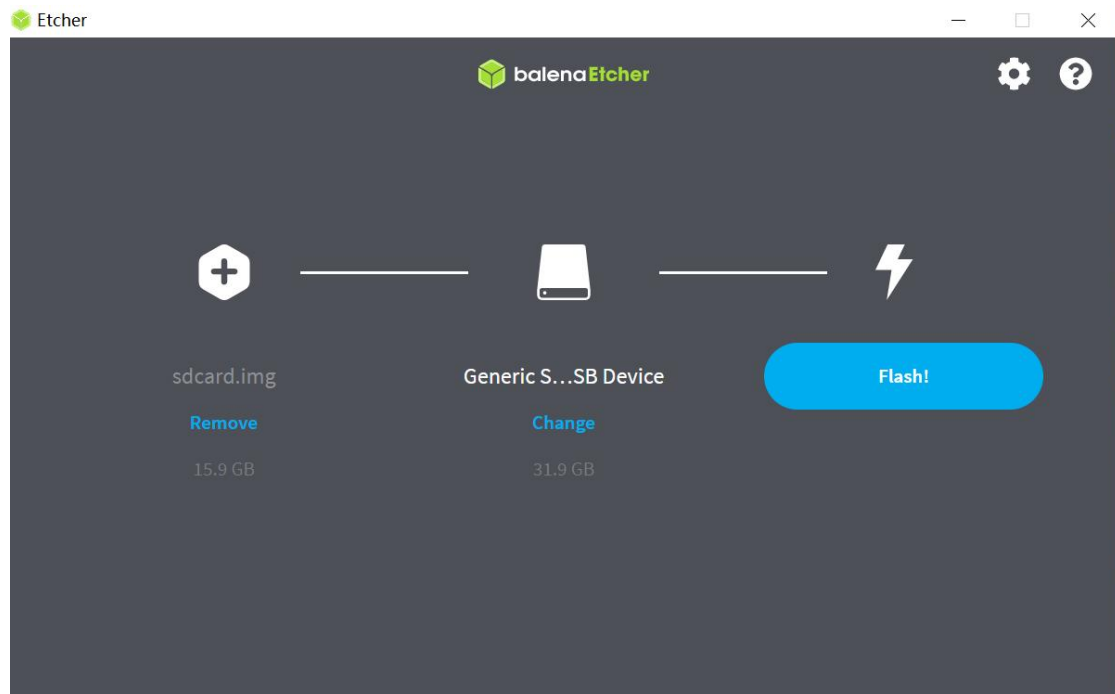 Etcher
balenaEtcher
sdcard.img
Generic S...SB Device
Flash!
Remove
Change
15.9 GB
31.9 GB